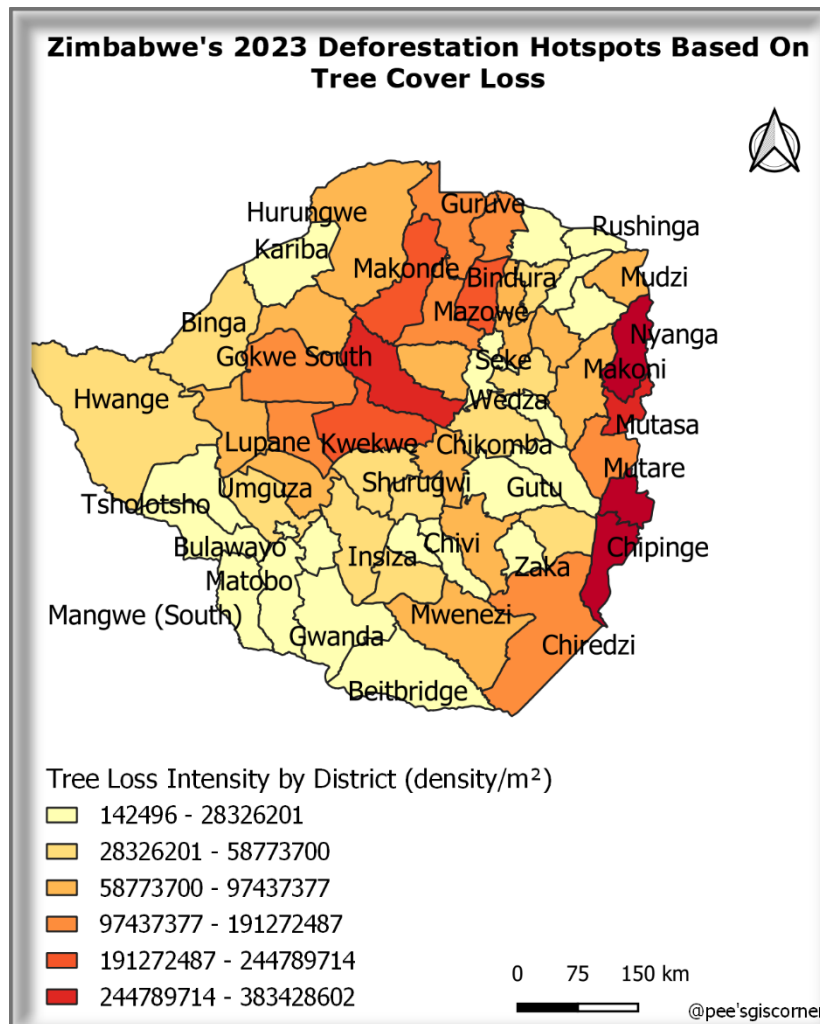 Zimbabwe's 2023 Deforestation Hotspots Based On
Tree Cover Loss
Guruve
Hurungwe
Rushinga
Kariba
Makonde
Bindura
Mudzi
Mazowe
Binga
Nyanga
Gokwe South
Seke
Makoni
Hwange
Wedza
Mutasa
Lupane
Kwekwe
Chikomba
Mutare
Umguza
Shurugwi
Gutu
Tsholotsho
Bulawayo
Insiza
Chivi
Chipinge
Zaka
Matobo
Mangwe (South)
Mwenezi
Gwanda
Chiredzi
Beitbridge
Tree Loss Intensity by District (density/m²)
142496 - 28326201
28326201 - 58773700
58773700 - 97437377
97437377 - 191272487
191272487 - 244789714
244789714 - 383428602
0 75 150 km
@pee'sgiscorner